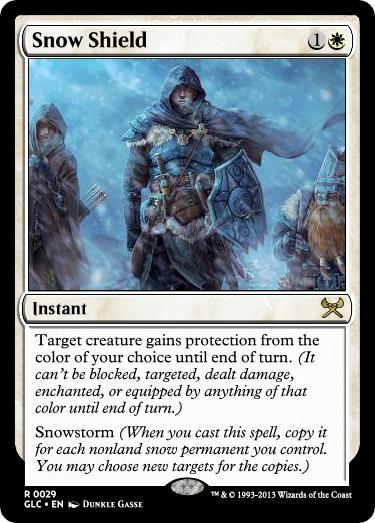 Snow Shield 1
Instant
Target creature gains protection from the
color of your choice until end of turn. (It
can't be blocked, targeted, dealt damage,
enchanted, or equipped by anything of that
color until end of turn.)
Snowstorm (When you cast this spell, copy it
for each nonland snow permanent you control.
You may choose new targets for the copies.)
R 0029
GLC • EN Dunkle Gasse
™ & © 1993-2013 Wizards of the Coast